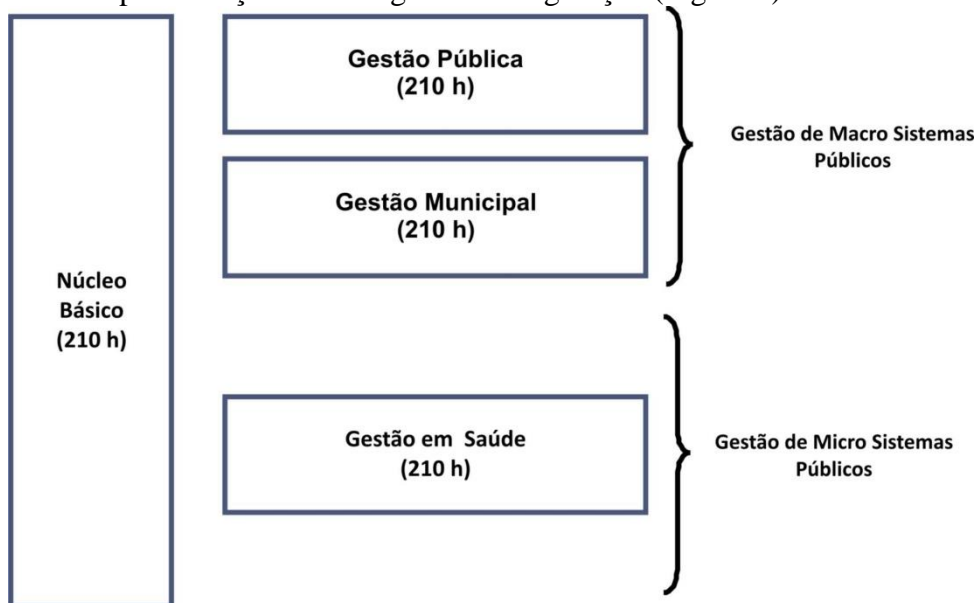 Gestão Pública
(210 h)
Gestão de Macro Sistemas
Públicos
Gestão Municipal
(210 h)
Núcleo
Básico
(210 h)
Gestão em Saúde
(210 h)
Gestão de Micro Sistemas
Públicos